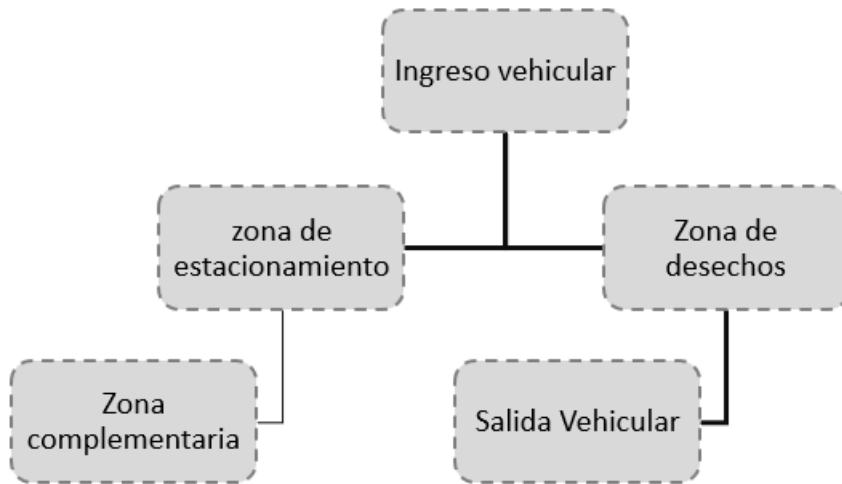 Ingreso vehicular
zona de
estacionamiento
Zona de
desechos
Zona
complementaria
Salida Vehicular